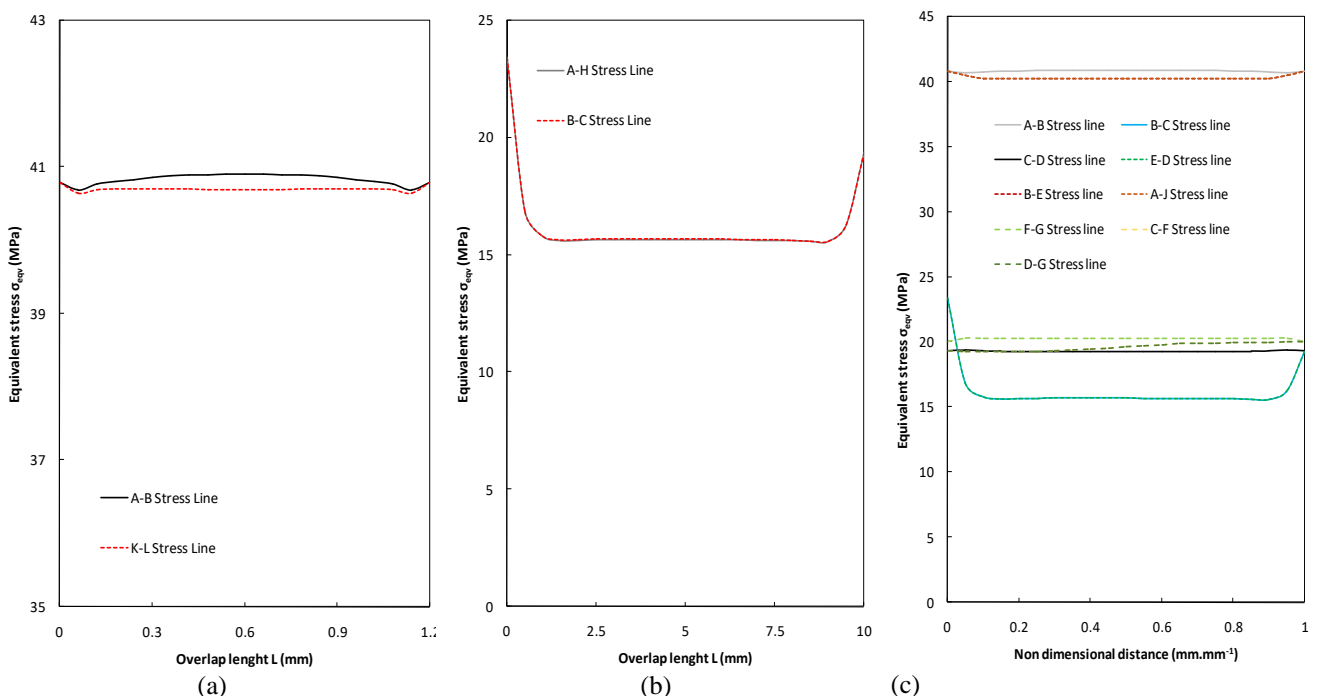 43
41
39
37
35
Equivalent stress σeqv (MPa)
A-B Stress Line
K-L Stress Line
0
0.3
0.6
0.9
1.2
Overlap lenght L (mm)
(a)
25
20
15
10
5
0
Equivalent stress σeqv (MPa)
A-H Stress Line
B-C Stress Line
0
2.5
5
7.5
10
Overlap lenght L (mm)
(b)
45
40
35
30
25
20
15
10
5
0
Equivalent stress σeqv (MPa)
A-B Stress line
B-C Stress line
C-D Stress line
E-D Stress line
B-E Stress line
A-J Stress line
F-G Stress line
C-F Stress line
D-G Stress line
0
0.2
0.4
0.6
0.8
1
Non dimensional distance (mm.mm⁻¹)
(c)